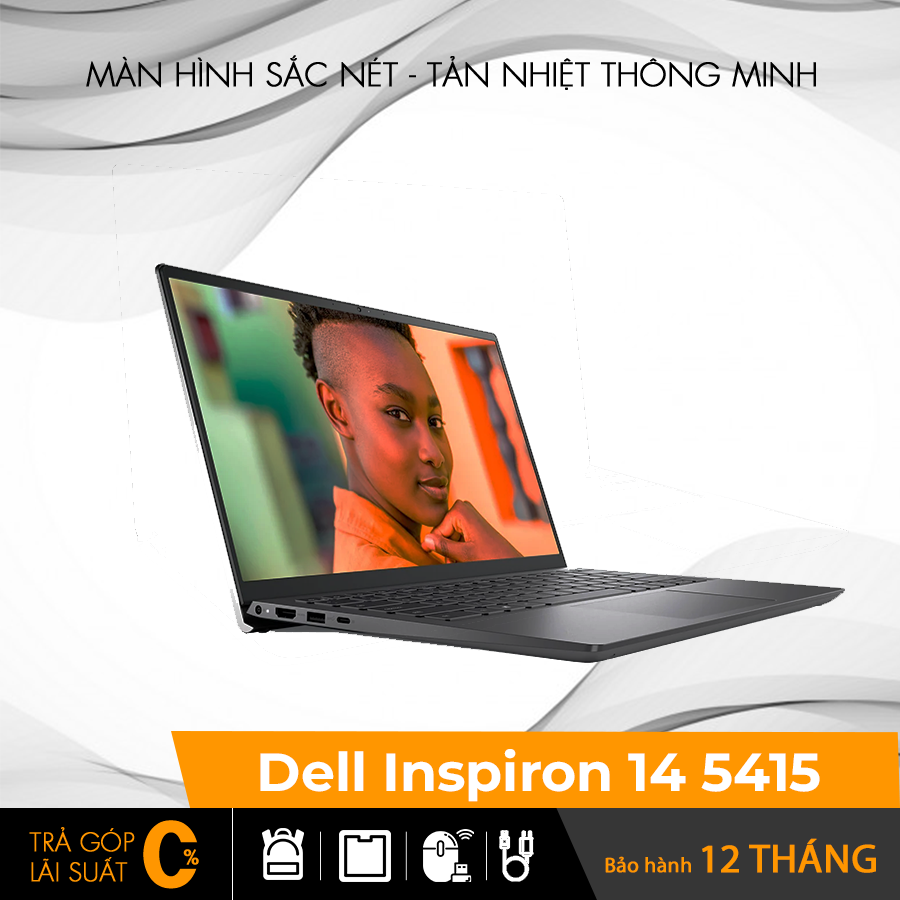 MÀN HÌNH SẮC NÉT - TẢN NHIỆT THÔNG MINH
Dell Inspiron 14 5415
TRẢ GÓP
LÃI SUẤT
0%
Bảo hành 12 THÁNG